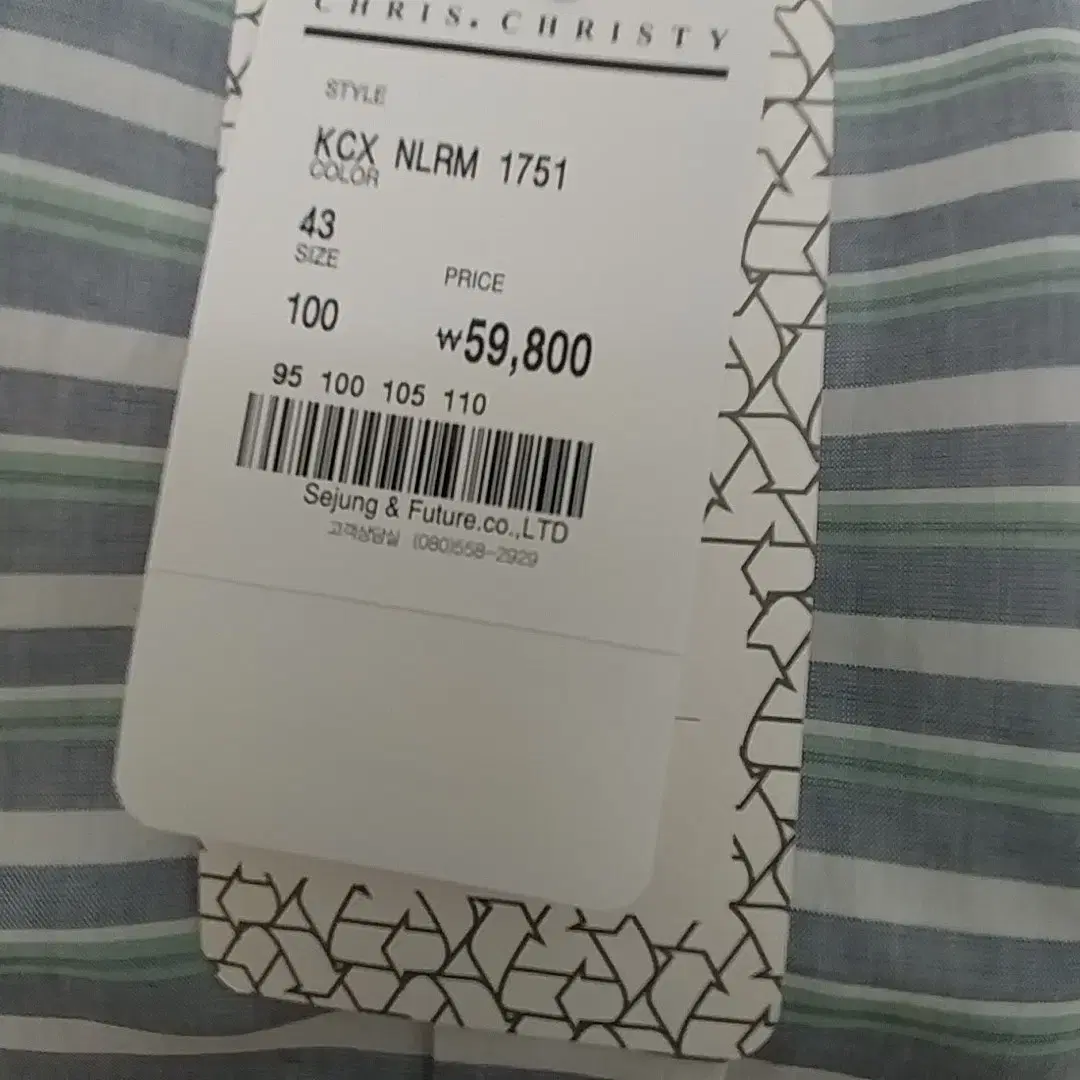 CHRIS. CHRISTY
STYLE
KCX NLRM 1751
COLOR
43
SIZE
PRICE
100
₩59,800
95 100 105 110
Sejung & Future.co.,LTD
고객상담실 (080)558-2929